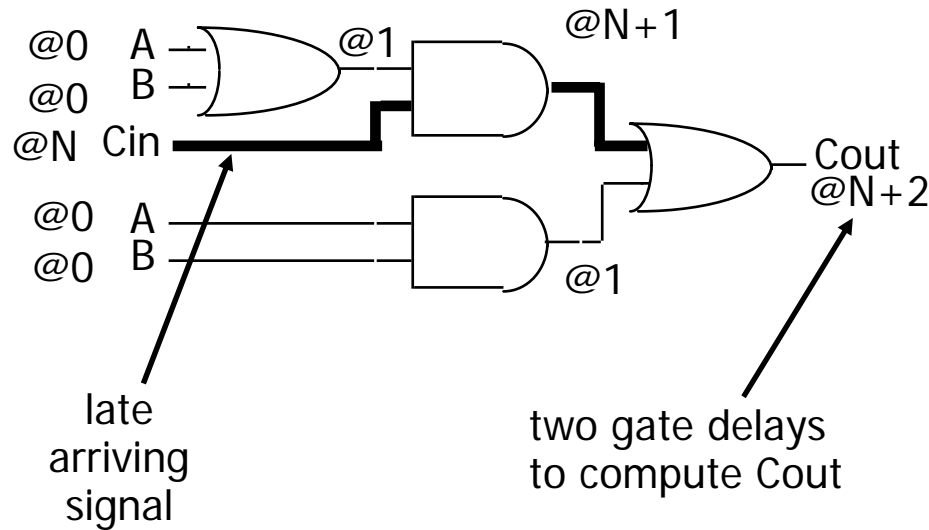 @0 A
@0 B
@N Cin
@1
@N+1
Cout
@N+2
@0 A
@0 B
@1
late
arriving
signal
two gate delays
to compute Cout